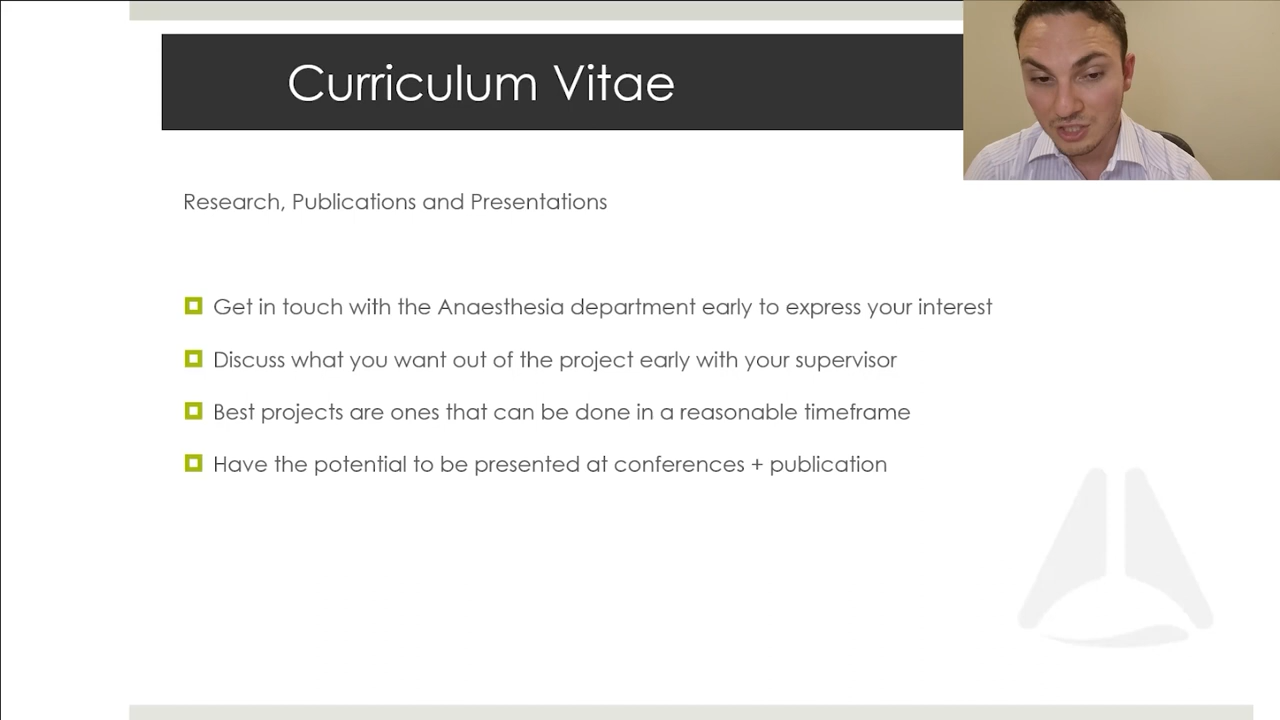 Curriculum Vitae
Research, Publications and Presentations
Get in touch with the Anaesthesia department early to express your interest
Discuss what you want out of the project early with your supervisor
Best projects are ones that can be done in a reasonable timeframe
Have the potential to be presented at conferences + publication